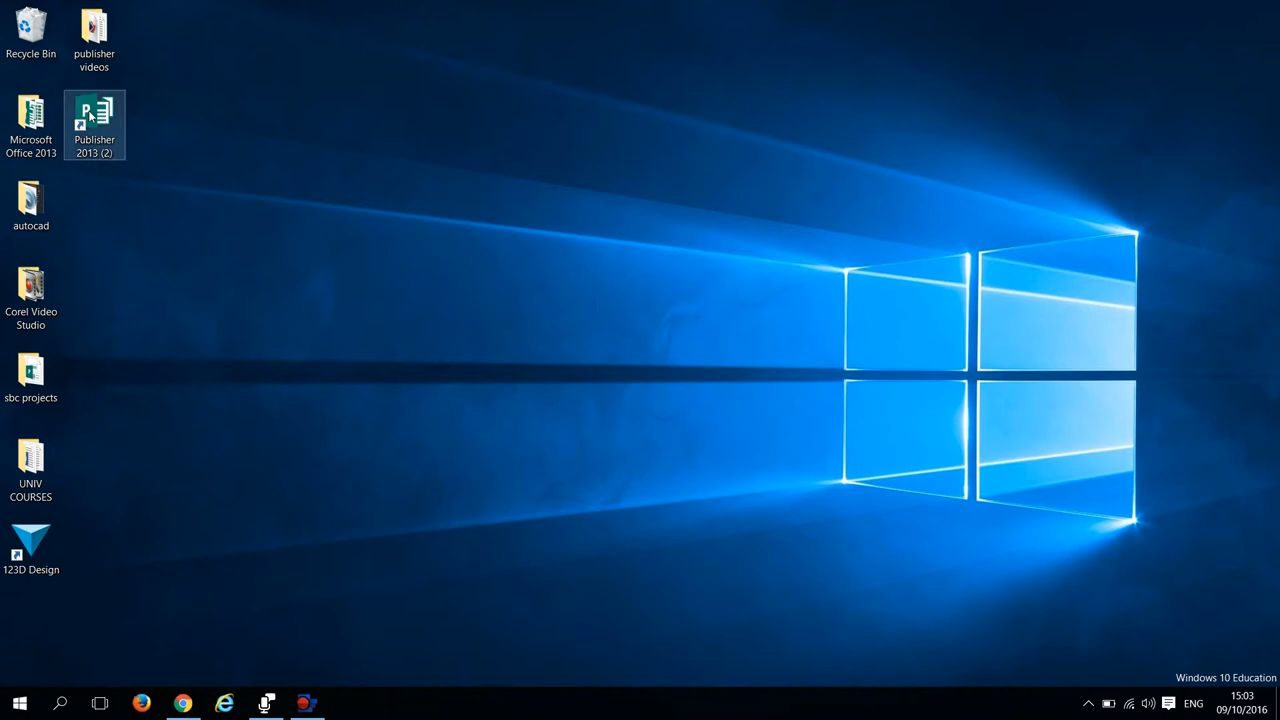 Recycle Bin
publisher
videos
Microsoft
Office 2013
P
Publisher
2013 (2)
autocad
Corel Video
Studio
sbc projects
UNIV
COURSES
123D Design
Windows 10 Education
ENG
15:03
09/10/2016